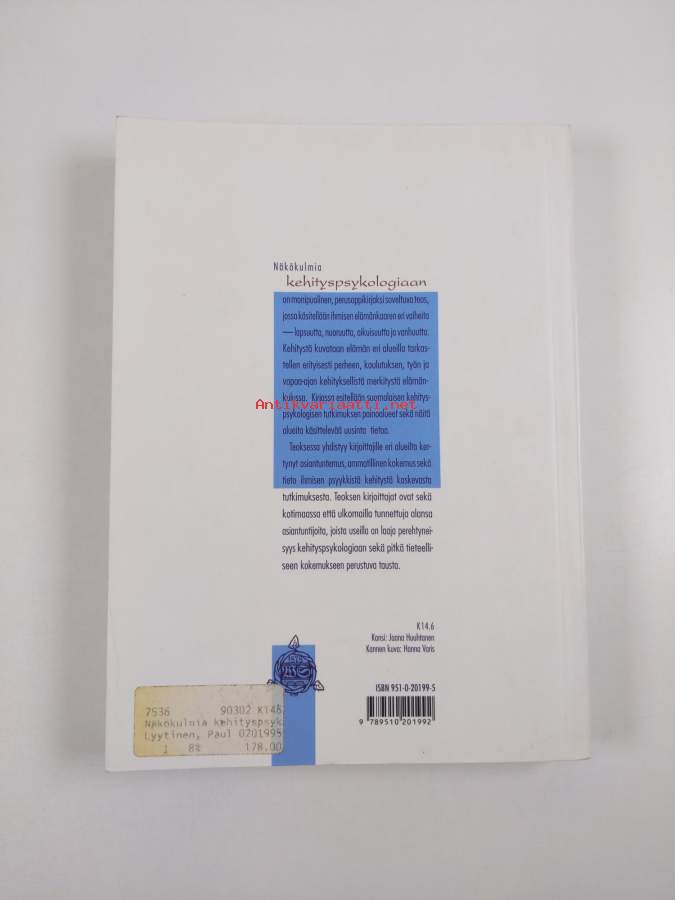 Näkökulmia
kehityspsykologiaan
on monipuolinen, perusoppikirjaksi soveltuva teos,
jossa käsitellään ihmisen elämänkaaren eri vaiheita
— lapsuutta, nuoruutta, aikuisuutta ja vanhuutta.
Kehitystä kuvataan elämän eri alueilla tarkas-
tellen erityisesti perheen, koulutuksen, työn ja
vapaa-ajan kehityksellistä merkitystä elämän-
kulussa. Kirjassa esitellään suomalaisen kehitys-
Antikvariaatti.net
psykologisen tutkimuksen painoalueet sekä näitä
alueita käsittelevää uusinta tietoa.
Teoksessa yhdistyy kirjoittajille eri alueilta ker-
tynyt asiantuntemus, ammatillinen kokemus sekä
tieto ihmisen psyykkistä kehitystä koskevasta
tutkimuksesta. Teoksen kirjoittajat ovat sekä
kotimaassa että ulkomailla tunnettuja alansa
asiantuntijoita, joista useilla on laaja perehtynei-
syys kehityspsykologiaan sekä pitkä tieteelli-
seen kokemukseen perustuva tausta.
K14.6
Kansi: Jaana Huuhtanen
Kannen kuva: Hanna Varis
WS
ISBN 951-0-20199-5
9 789510 201992
7536 90302 K146
Näkökulmia kehityspsyk
Lyytinen, Paul 0201995
1 8% 178.00